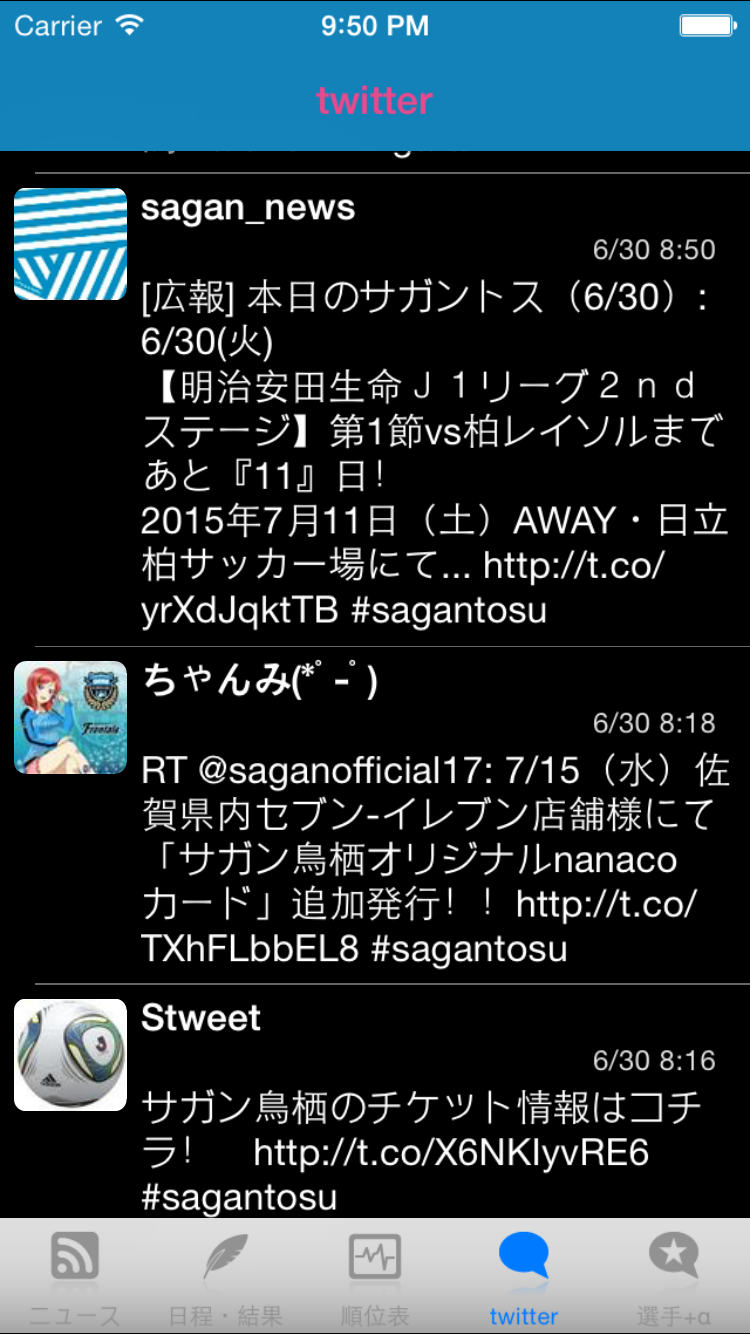 Carrier 9:50 PM
twitter
sagan_news
6/30 8:50
[広報] 本日のサガントス（6/30）:
6/30(火)
【明治安田生命Ｊ１リーグ２ｎｄ
ステージ】第1節vs柏レイソルまで
あと『11』日！
2015年7月11日（土）AWAY・日立
柏サッカー場にて... http://t.co/
yrXdJqktTB #sagantosu
ちゃんみ(*ﾟ-ﾟ)
6/30 8:18
RT @saganofficial17: 7/15（水）佐
賀県内セブン-イレブン店舗様にて
「サガン鳥栖オリジナルnanaco
カード」追加発行！！http://t.co/
TXhFLbbEL8 #sagantosu
Frontale
Stweet
6/30 8:16
サガン鳥栖のチケット情報はコチ
ラ！　http://t.co/X6NKIyvRE6
#sagantosu
ニュース 日程・結果 順位表 twitter 選手+α